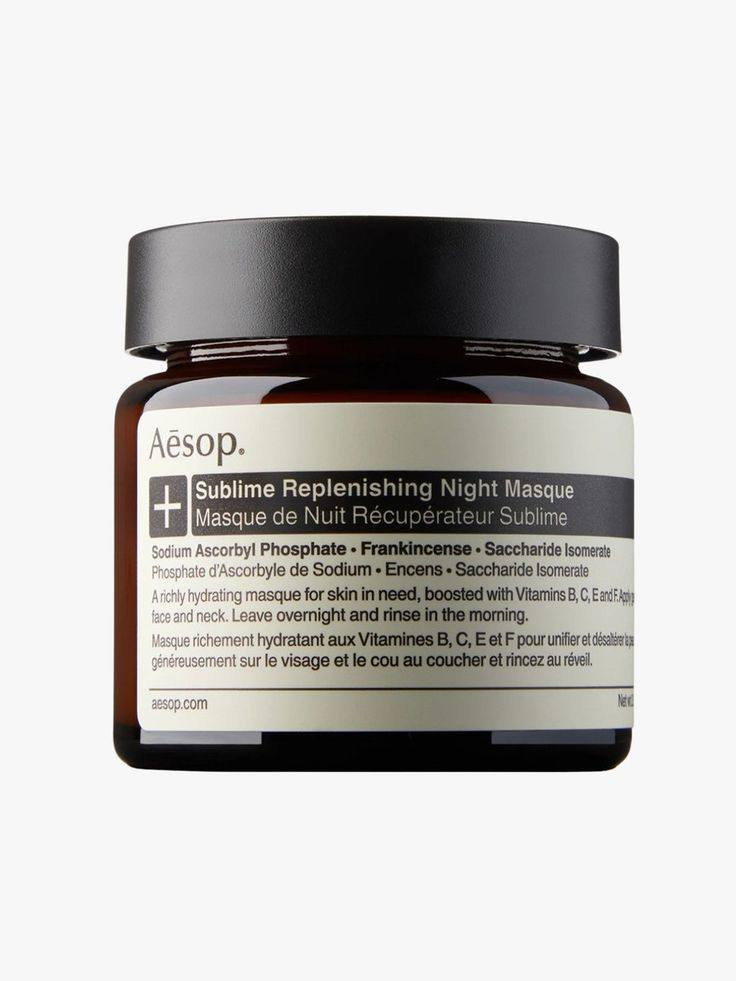 Aēsop®
+ Sublime Replenishing Night Masque
Masque de Nuit Récupérateur Sublime
Sodium Ascorbyl Phosphate • Frankincense • Saccharide Isomerate
Phosphate d'Ascorbyle de Sodium • Encens • Saccharide Isomerate
A richly hydrating masque for skin in need, boosted with Vitamins B, C, E and F. Apply
face and neck. Leave overnight and rinse in the morning.
Masque richement hydratant aux Vitamines B, C, E et F pour unifier et désaltérer la
généreusement sur le visage et le cou au coucher et rincez au réveil.
aesop.com
Net